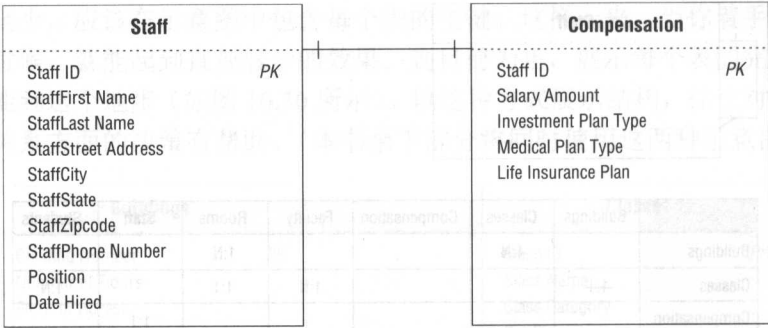 Staff
Staff ID PK
StaffFirst Name
StaffLast Name
StaffStreet Address
StaffCity
StaffState
StaffZipcode
StaffPhone Number
Position
Date Hired
Compensation
Staff ID PK
Salary Amount
Investment Plan Type
Medical Plan Type
Life Insurance Plan